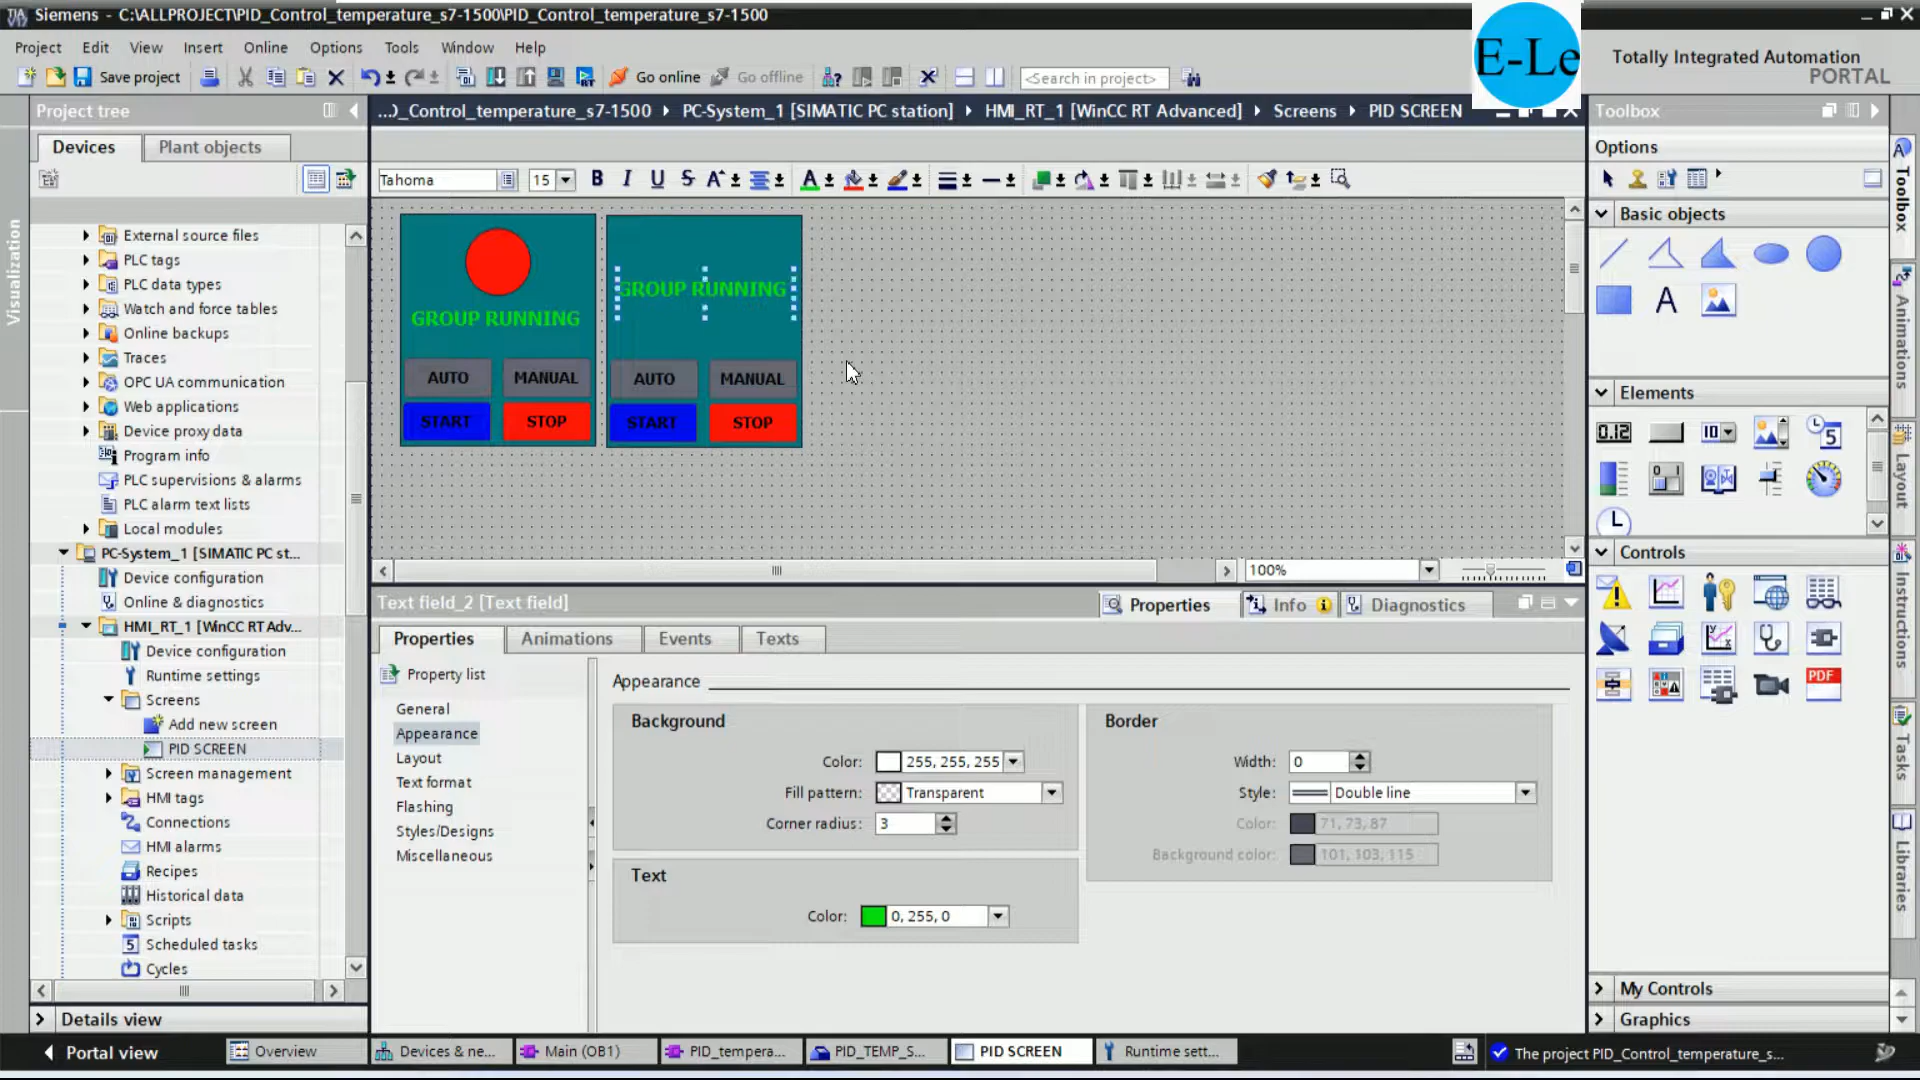 Siemens - C:\ALLPROJECT\PID_Control_temperature_s7-1500\PID_Control_temperature_s7-1500
Project Edit View Insert Online Options Tools Window Help
E-Le
Totally Integrated Automation
PORTAL
Save project
Go online
Go offline
<Search in project>
Project tree
...)_Control_temperature_s7-1500 PC-System_1 [SIMATIC PC station] HMI_RT_1 [WinCC RT Advanced] Screens PID SCREEN
Toolbox
Devices
Plant objects
Options
Tahoma
15
Visualization
External source files
PLC tags
PLC data types
Watch and force tables
Online backups
Traces
OPC UA communication
Web applications
Device proxy data
Program info
PLC supervisions & alarms
PLC alarm text lists
Local modules
PC-System_1 [SIMATIC PC st...
Device configuration
Online & diagnostics
HMI_RT_1 [WinCC RT Adv...
Device configuration
Runtime settings
Screens
Add new screen
PID SCREEN
Screen management
HMI tags
Connections
HMI alarms
Recipes
Historical data
Scripts
Scheduled tasks
Cycles
Details view
GROUP RUNNING
AUTO
MANUAL
START
STOP
GROUP RUNNING
AUTO
MANUAL
START
STOP
100%
Text field_2 [Text field]
Properties
Info
Diagnostics
Properties
Animations
Events
Texts
Property list
General
Appearance
Layout
Text format
Flashing
Styles/Designs
Miscellaneous
Appearance
Background
Color: 255, 255, 255
Fill pattern: Transparent
Corner radius: 3
Text
Color: 0, 255, 0
Border
Width: 0
Style: Double line
Color: 71, 73, 87
Background color: 101, 103, 115
Basic objects
A
Elements
0.12
10
5
0 1
Controls
PDF
My Controls
Graphics
Toolbox
Animations
Layout
Instructions
Tasks
Libraries
Portal view
Overview
Devices & ne...
Main (OB1)
PID_tempera...
PID_TEMP_S...
PID SCREEN
Runtime sett...
The project PID_Control_temperature_s...